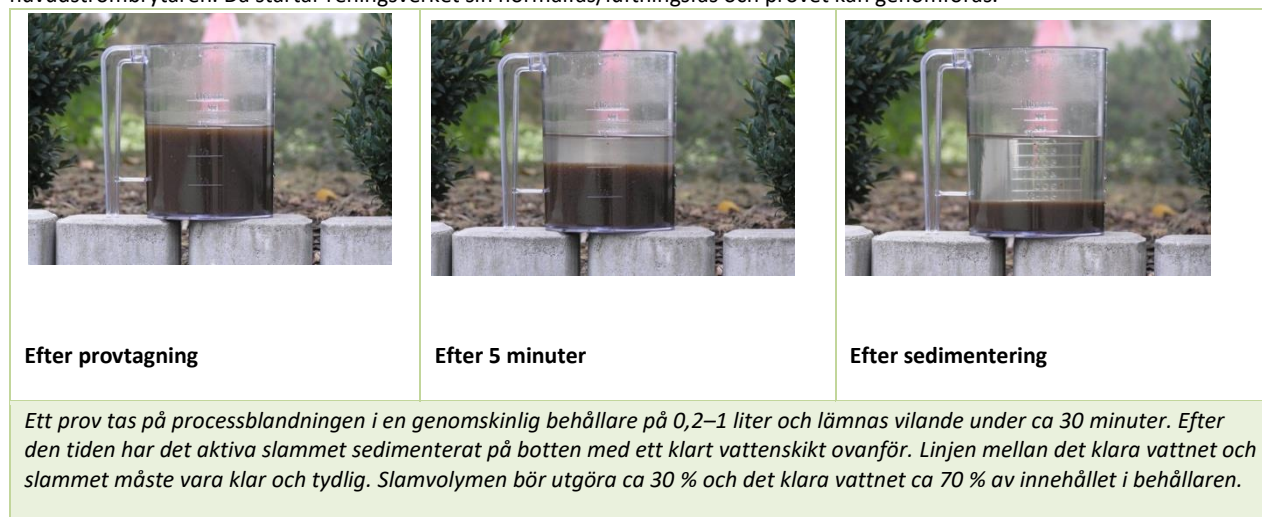 Efter provtagning
Efter 5 minuter
Efter sedimentering
Ett prov tas på processblandningen i en genomskinlig behållare på 0,2–1 liter och lämnas vilande under ca 30 minuter. Efter
den tiden har det aktiva slammet sedimenterat på botten med ett klart vattenskikt ovanför. Linjen mellan det klara vattnet och
slammet måste vara klar och tydlig. Slamvolymen bör utgöra ca 30 % och det klara vattnet ca 70 % av innehållet i behållaren.